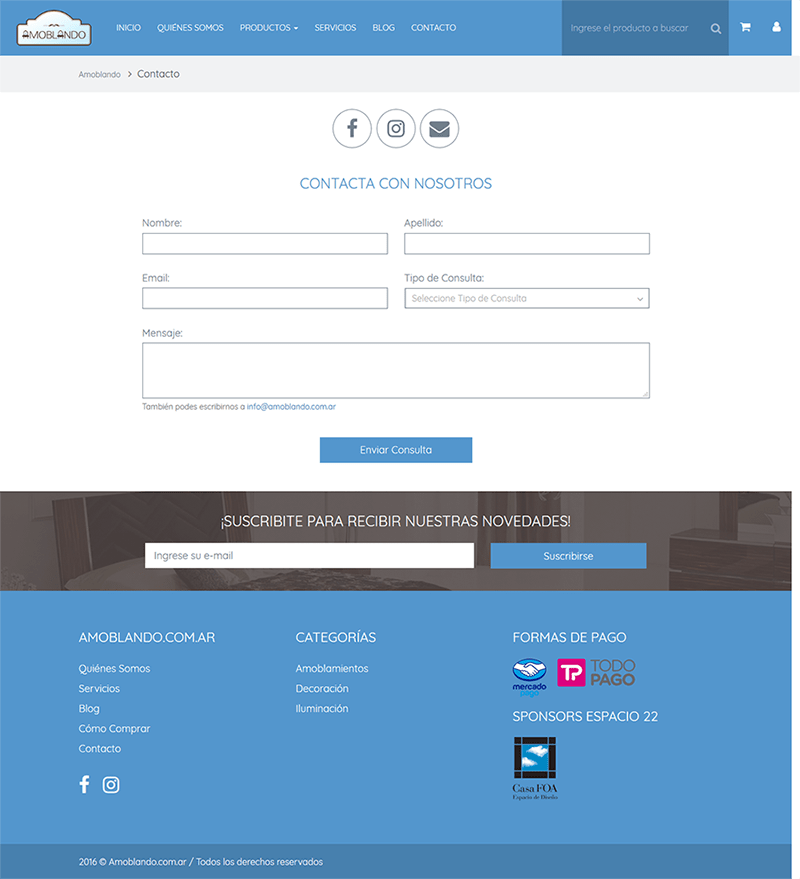 AMOBLANDO
INICIO QUIÉNES SOMOS PRODUCTOS SERVICIOS BLOG CONTACTO
Ingrese el producto a buscar
Amoblando > Contacto
CONTACTA CON NOSOTROS
Nombre: Apellido:
Email: Tipo de Consulta:
Seleccione Tipo de Consulta
Mensaje:
También podes escribirnos a info@amoblando.com.ar
Enviar Consulta
¡SUSCRIBITE PARA RECIBIR NUESTRAS NOVEDADES!
Ingrese su e-mail Suscribirse
AMOBLANDO.COM.AR
Quiénes Somos
Servicios
Blog
Cómo Comprar
Contacto
CATEGORÍAS
Amoblamientos
Decoración
Iluminación
FORMAS DE PAGO
mercado
pago
TP TODO
PAGO
SPONSORS ESPACIO 22
Casa FOA
Espacio de Diseño
2016 © Amoblando.com.ar / Todos los derechos reservados